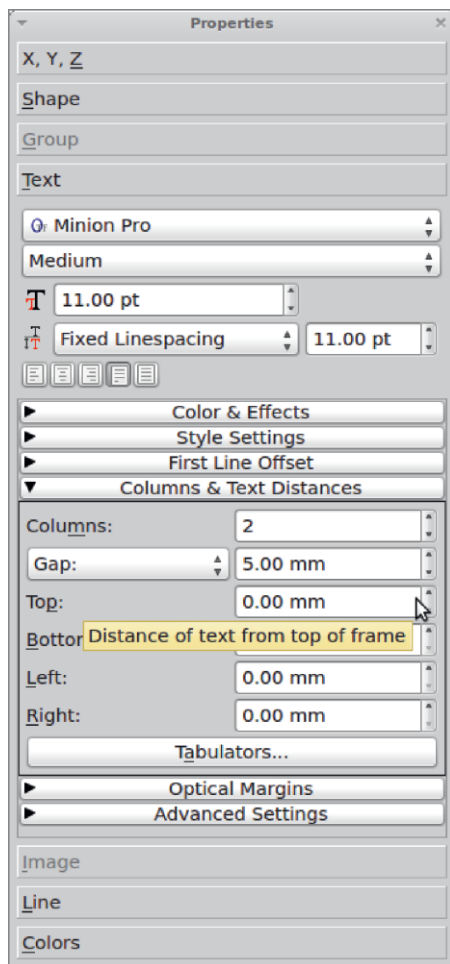 Properties
X, Y, Z
Shape
Group
Text
Minion Pro
Medium
11.00 pt
Fixed Linespacing 11.00 pt
Color & Effects
Style Settings
First Line Offset
Columns & Text Distances
Columns: 2
Gap: 5.00 mm
Top: 0.00 mm
Distance of text from top of frame
Left: 0.00 mm
Right: 0.00 mm
Tabulators...
Optical Margins
Advanced Settings
Image
Line
Colors